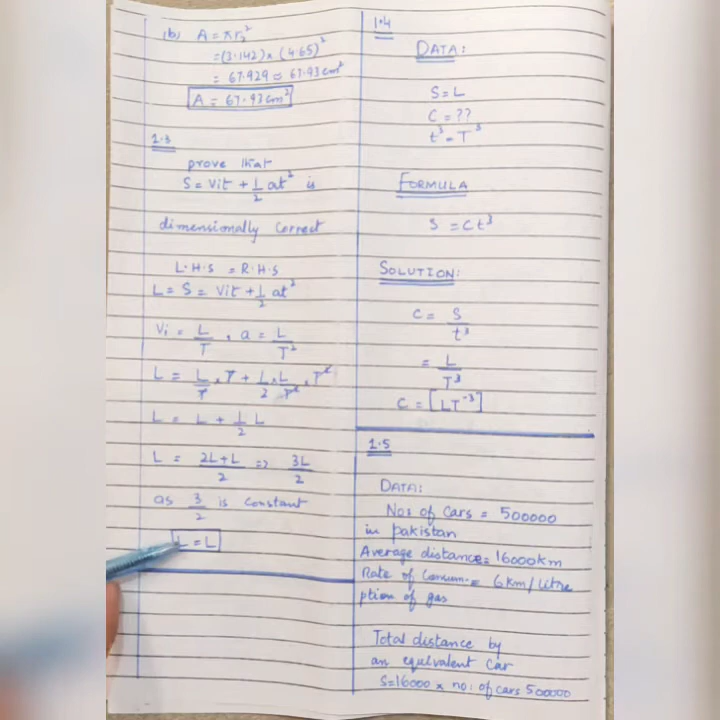 (b) A = πr₂²
= (3.142) × (4.65)²
= 67.929 ≈ 67.93 cm²
A = 67.93 cm²
1.3
prove that
S = Vit + 1/2 at² is
dimensionally correct
L.H.S = R.H.S
L = S = Vit + 1/2 at²
Vi = L/T , a = L/T²
L = L/T × T + 1/2 × L/T² × T²
L = L + 1/2 L
L = 2L+L/2 => 3L/2
as 3/2 is constant
L = L
1.4
DATA:
S = L
C = ??
t³ = T³
FORMULA
S = Ct³
SOLUTION:
C = S/t³
= L/T³
C = [LT⁻³]
1.5
DATA:
No: of Cars = 500000
in pakistan
Average distance = 16000km
Rate of Consum = 6 km/litre
ption of gas
Total distance by
an equivalent car
S = 16000 × no: of cars 500000